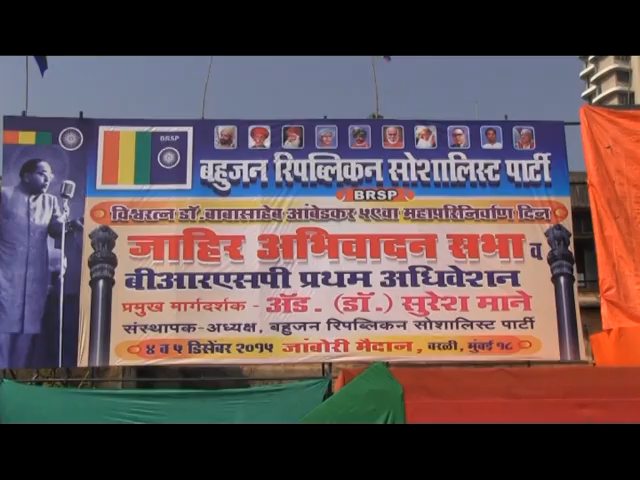 BRSP
बहुजन रिपब्लिकन सोशालिस्ट पार्टी
BRSP
विश्वरत्न डॉ. बाबासाहेब आंबेडकर ५९वा महापरिनिर्वाण दिन
जाहिर अभिवादन सभा व
बीआरएसपी प्रथम अधिवेशन
प्रमुख मार्गदर्शक - ॲड. (डॉ.) सुरेश माने
संस्थापक-अध्यक्ष, बहुजन रिपब्लिकन सोशालिस्ट पार्टी
४ व ५ डिसेंबर २०१५ जांबोरी मैदान, वरळी, मुंबई १८